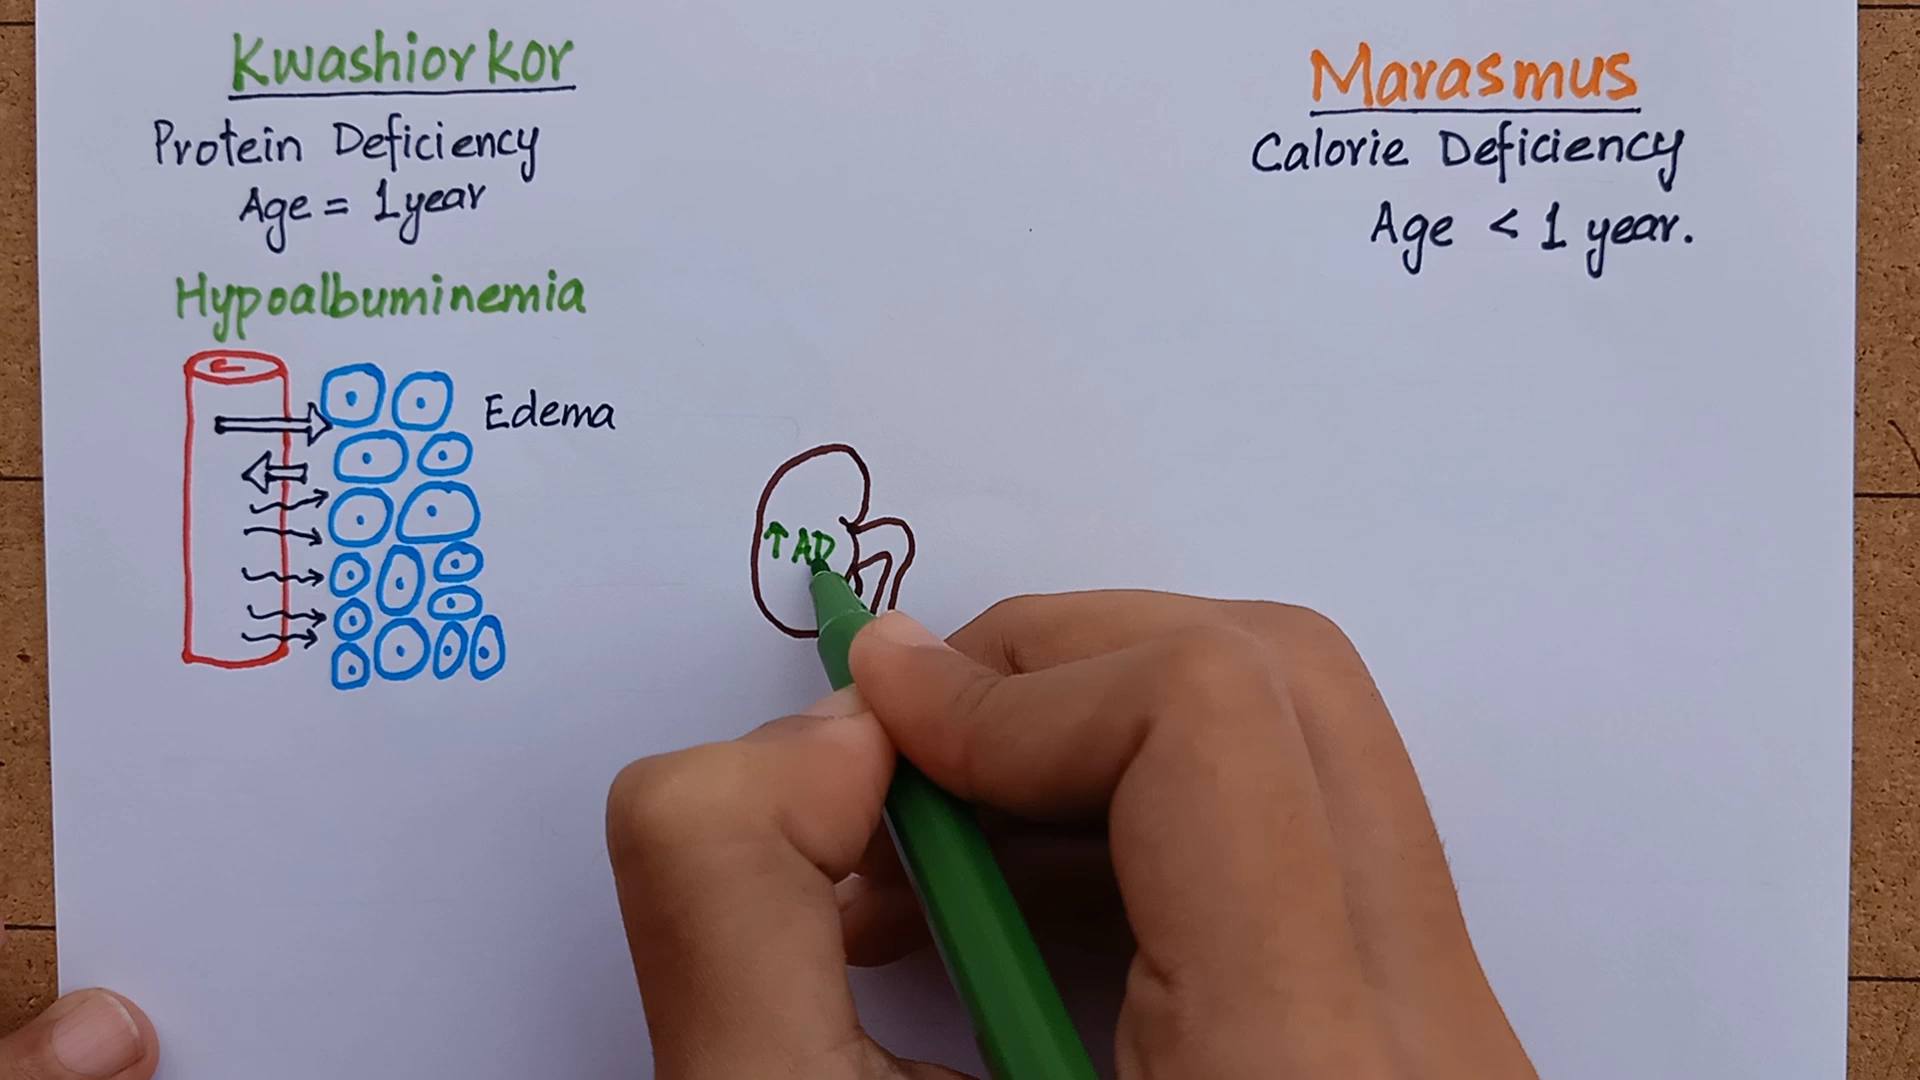 Kwashiorkor
Protein Deficiency
Age = 1 year
Hypoalbuminemia
Edema
↑ AD
Marasmus
Calorie Deficiency
Age < 1 year.